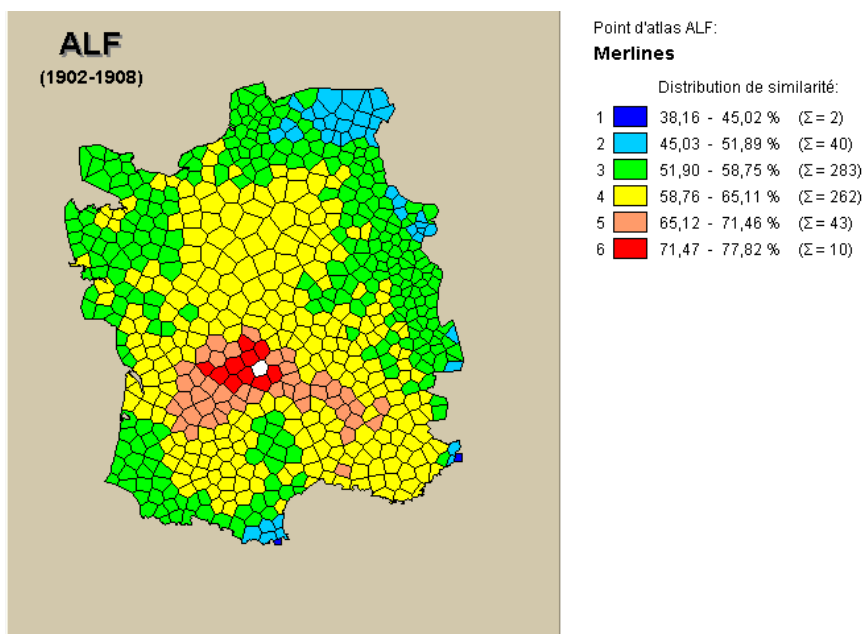 ALF
(1902-1908)
Point d'atlas ALF:
Merlines
Distribution de similarité:
1 38,16 - 45,02 % (Σ= 2)
2 45,03 - 51,89 % (Σ= 40)
3 51,90 - 58,75 % (Σ= 283)
4 58,76 - 65,11 % (Σ= 262)
5 65,12 - 71,46 % (Σ= 43)
6 71,47 - 77,82 % (Σ= 10)